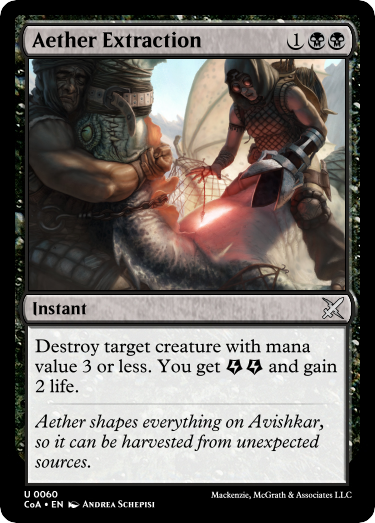 Aether Extraction 1
Instant
Destroy target creature with mana
value 3 or less. You get and gain
2 life.
Aether shapes everything on Avishkar,
so it can be harvested from unexpected
sources.
U 0060
CoA • EN Andrea Schepisi
Mackenzie, McGrath & Associates LLC